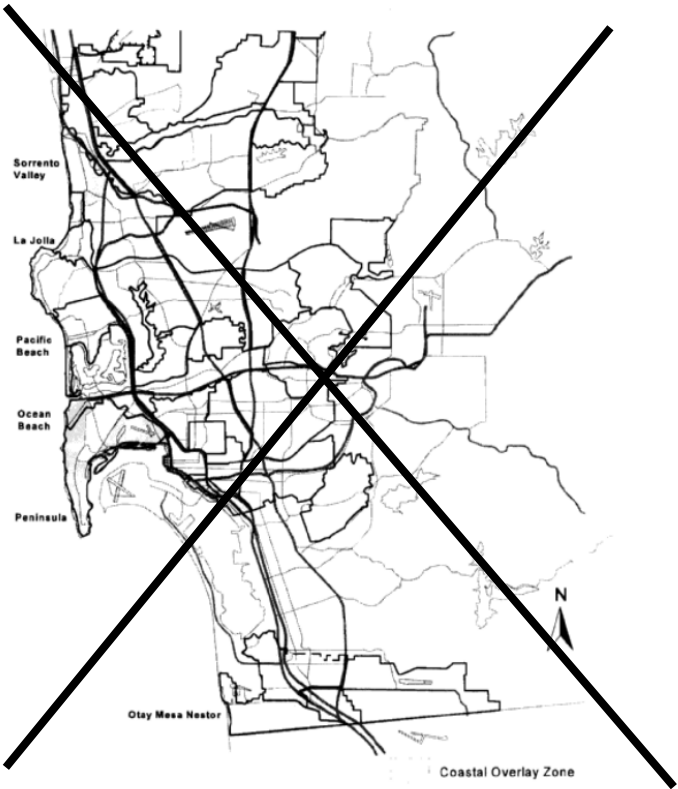 Sorrento
Valley
La Jolla
Pacific
Beach
Ocean
Beach
Peninsula
N
Otay Mesa Nestor
Coastal Overlay Zone